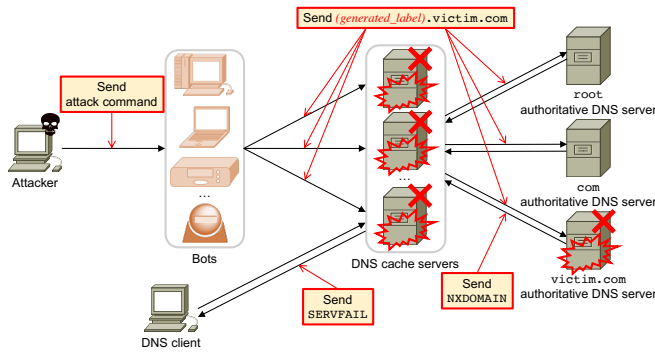 Send (generated_label).victim.com
Send
attack command
root
authoritative DNS server
...
com
authoritative DNS server
Attacker
...
Bots
DNS cache servers
victim.com
authoritative DNS server
Send
SERVFAIL
Send
NXDOMAIN
DNS client